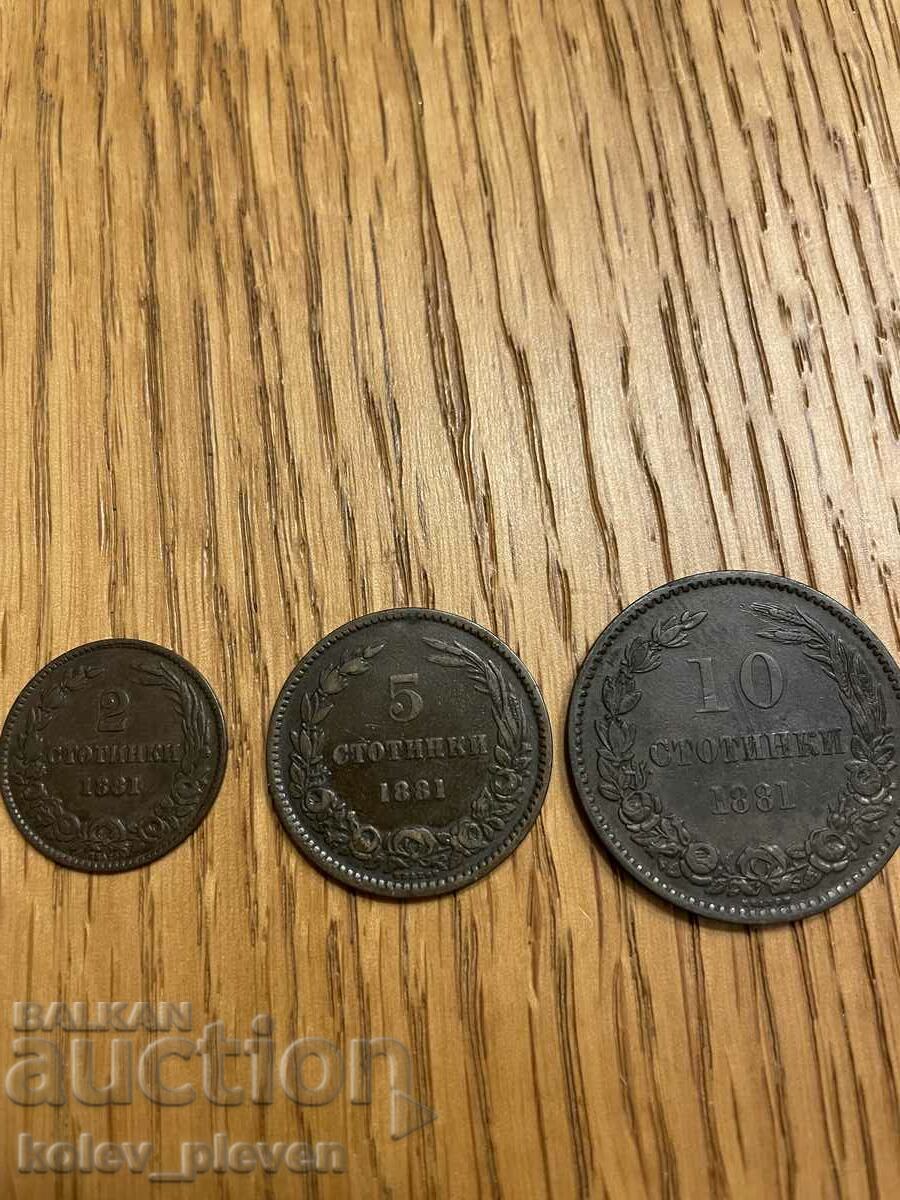 2
СТОТИНКИ
1881
5
СТОТИНКИ
1881
10
СТОТИНКИ
1881
BALKAN
auction
kolev_pleven